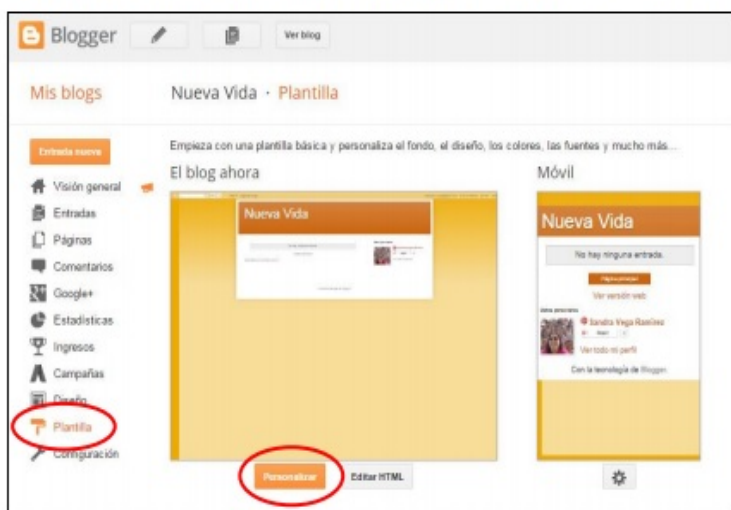 Blogger
Ver blog
Mis blogs
Nueva Vida · Plantilla
Entrada nueva
Empieza con una plantilla básica y personaliza el fondo, el diseño, los colores, las fuentes y mucho más...
Visión general
Entradas
Páginas
Comentarios
Google+
Estadísticas
Ingresos
Campañas
Diseño
Plantilla
Configuración
El blog ahora
Nueva Vida
Personalizar
Editar HTML
Móvil
Nueva Vida
No hay ninguna entrada.
Página principal
Ver versión web
Datos personales
Sandra Vega Ramirez
Ver todo mi perfil
Con la tecnología de Blogger.